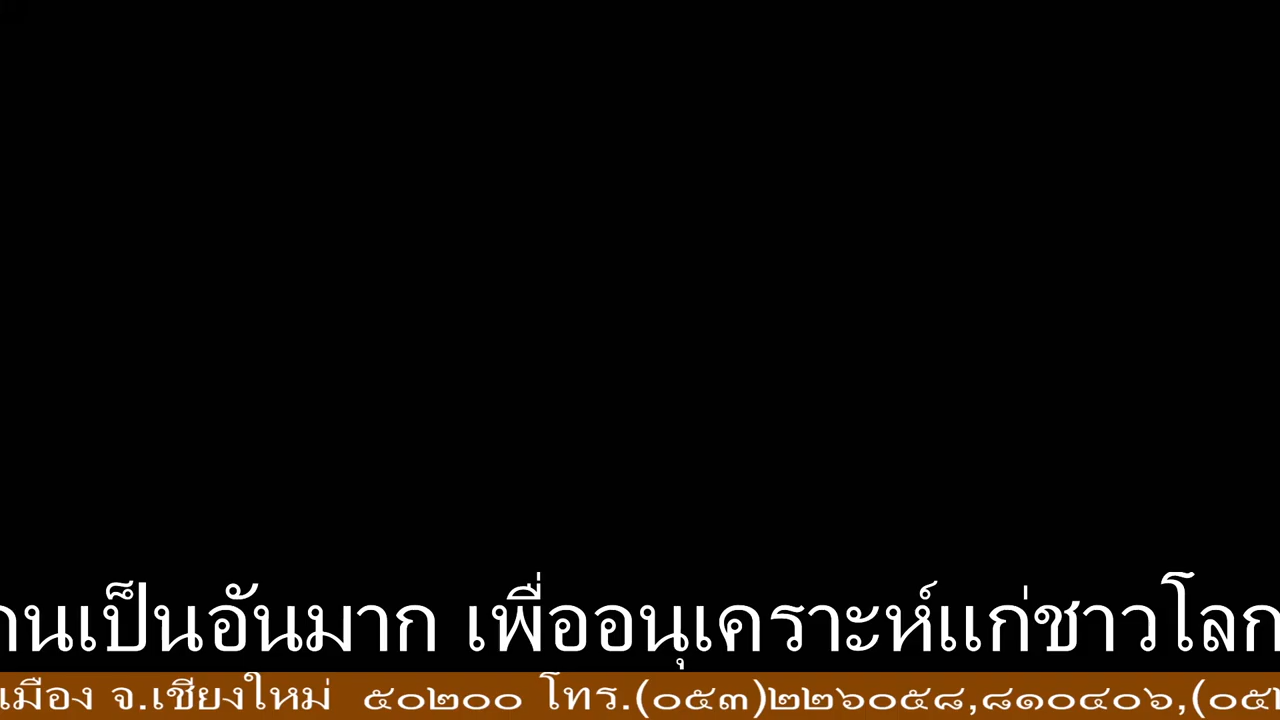 นเป็นอันมาก เพื่ออนุเคราะห์แก่ชาวโลก
เมือง จ.เชียงใหม่ ๕๐๒๐๐ โทร.(๐๕๓)๒๒๖๐๕๘,๘๑๐๔๐๖,(๐๕